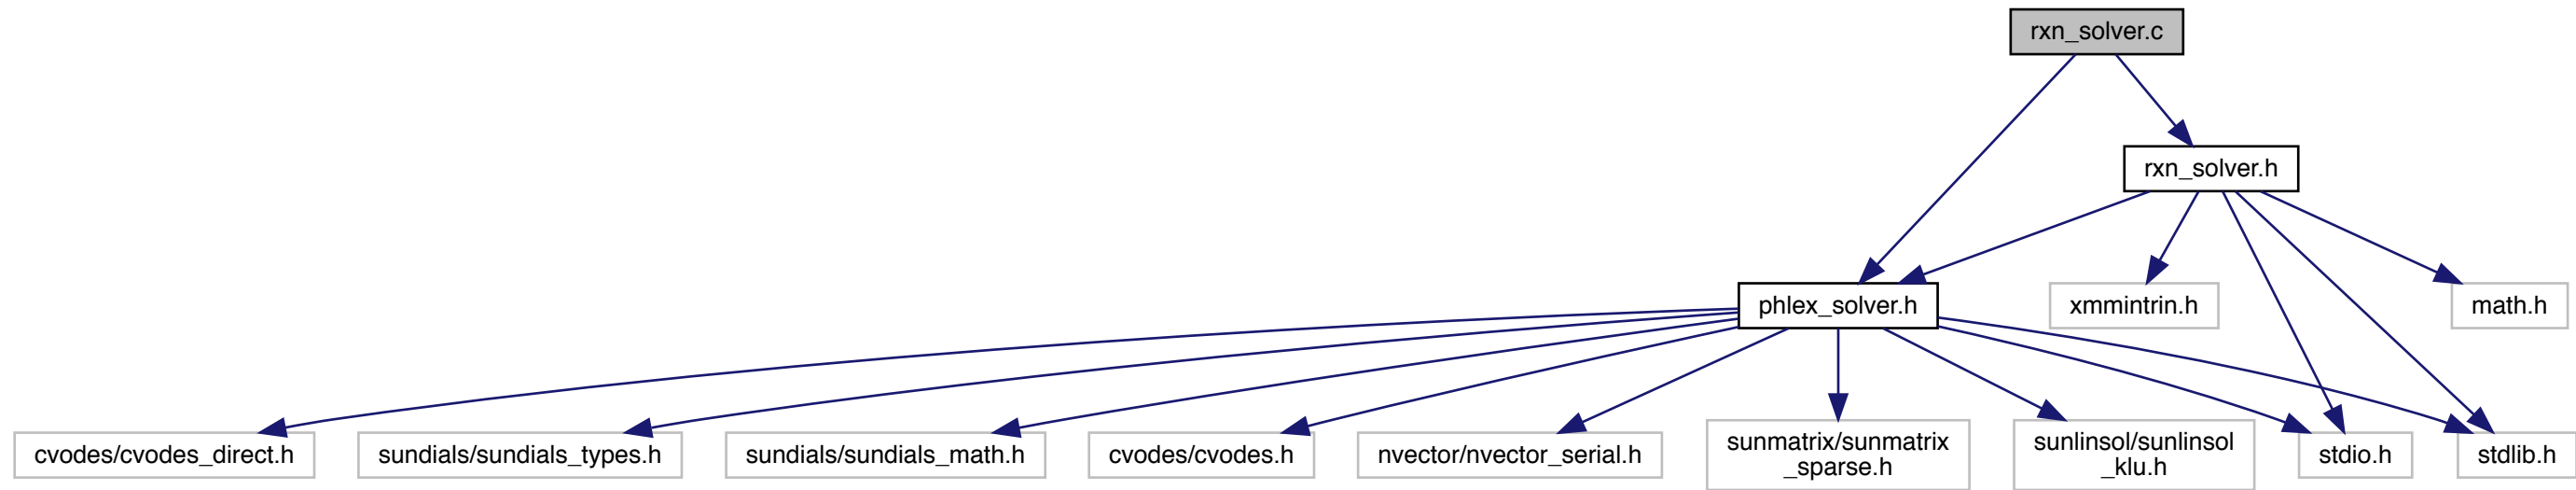 rxn_solver.c
rxn_solver.h
phlex_solver.h
xmmintrin.h
math.h
cvodes/cvodes_direct.h
sundials/sundials_types.h
sundials/sundials_math.h
cvodes/cvodes.h
nvector/nvector_serial.h
sunmatrix/sunmatrix
_sparse.h
sunlinsol/sunlinsol
_klu.h
stdio.h
stdlib.h